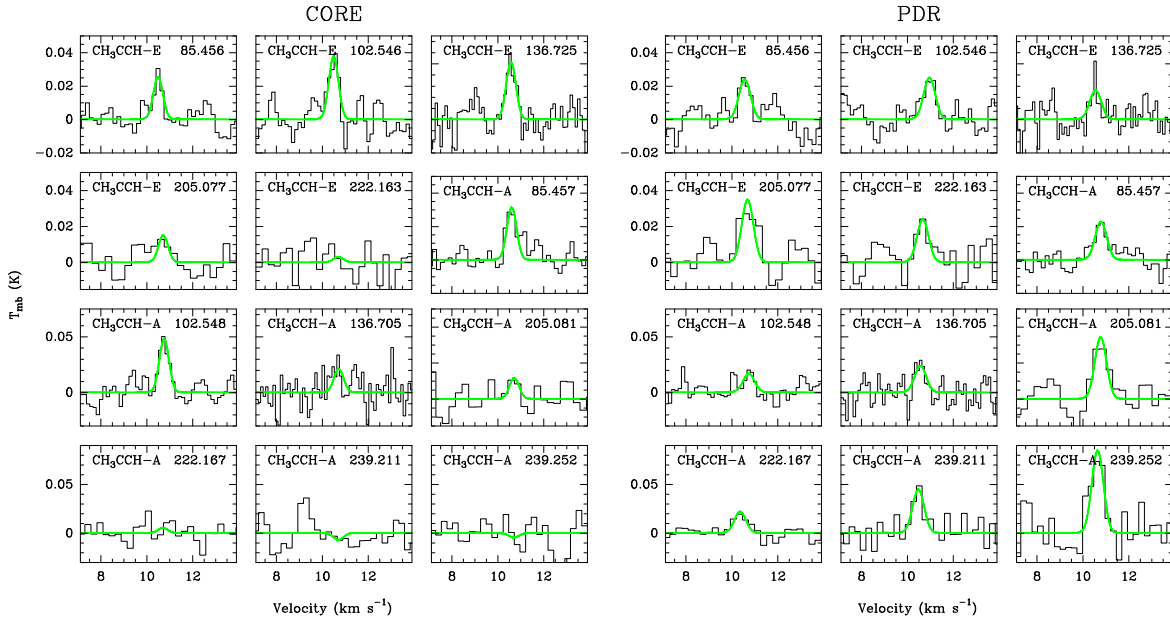 CORE PDR
CH₃CCH-E 85.456 CH₃CCH-E 102.546 CH₃CCH-E 136.725 CH₃CCH-E 85.456 CH₃CCH-E 102.546 CH₃CCH-E 136.725
0.04
0.02
0
-0.02
0.04
0.02
0
-0.02
CH₃CCH-E 205.077 CH₃CCH-E 222.163 CH₃CCH-A 85.457 CH₃CCH-E 205.077 CH₃CCH-E 222.163 CH₃CCH-A 85.457
0.04
0.02
0
0.04
0.02
0
T_mb (K)
CH₃CCH-A 102.548 CH₃CCH-A 136.705 CH₃CCH-A 205.081 CH₃CCH-A 102.548 CH₃CCH-A 136.705 CH₃CCH-A 205.081
0.05
0
0.05
0
CH₃CCH-A 222.167 CH₃CCH-A 239.211 CH₃CCH-A 239.252 CH₃CCH-A 222.167 CH₃CCH-A 239.211 CH₃CCH-A 239.252
0.05
0
0.05
0
8 10 12 8 10 12 8 10 12 8 10 12 8 10 12 8 10 12
Velocity (km s⁻¹) Velocity (km s⁻¹)